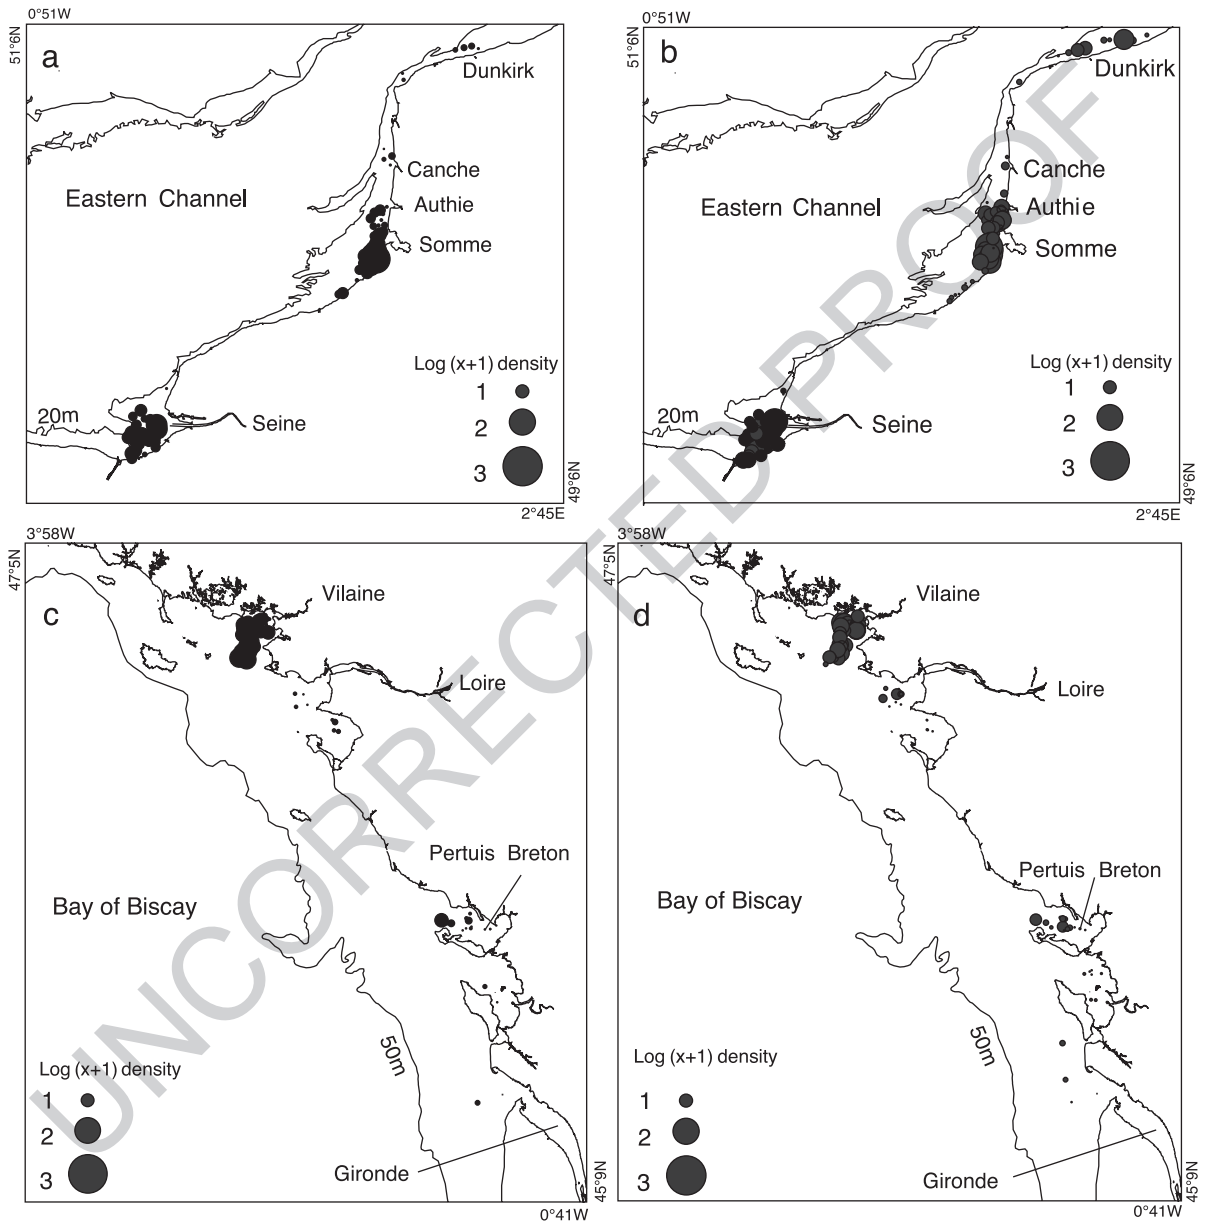 0°51W
51°6N
a
Dunkirk
Canche
Authie
Somme
Eastern Channel
Log (x+1) density
1
2
3
20m
Seine
49°6N
2°45E
0°51W
51°6N
b
Dunkirk
Canche
Authie
Somme
Eastern Channel
Log (x+1) density
1
2
3
20m
Seine
49°6N
2°45E
3°58W
47°5N
c
Vilaine
Loire
Pertuis Breton
Bay of Biscay
50m
Log (x+1) density
1
2
3
Gironde
45°9N
0°41W
3°58W
47°5N
d
Vilaine
Loire
Pertuis Breton
Bay of Biscay
50m
Log (x+1) density
1
2
3
Gironde
45°9N
0°41W
UNCORRECTED PROOF